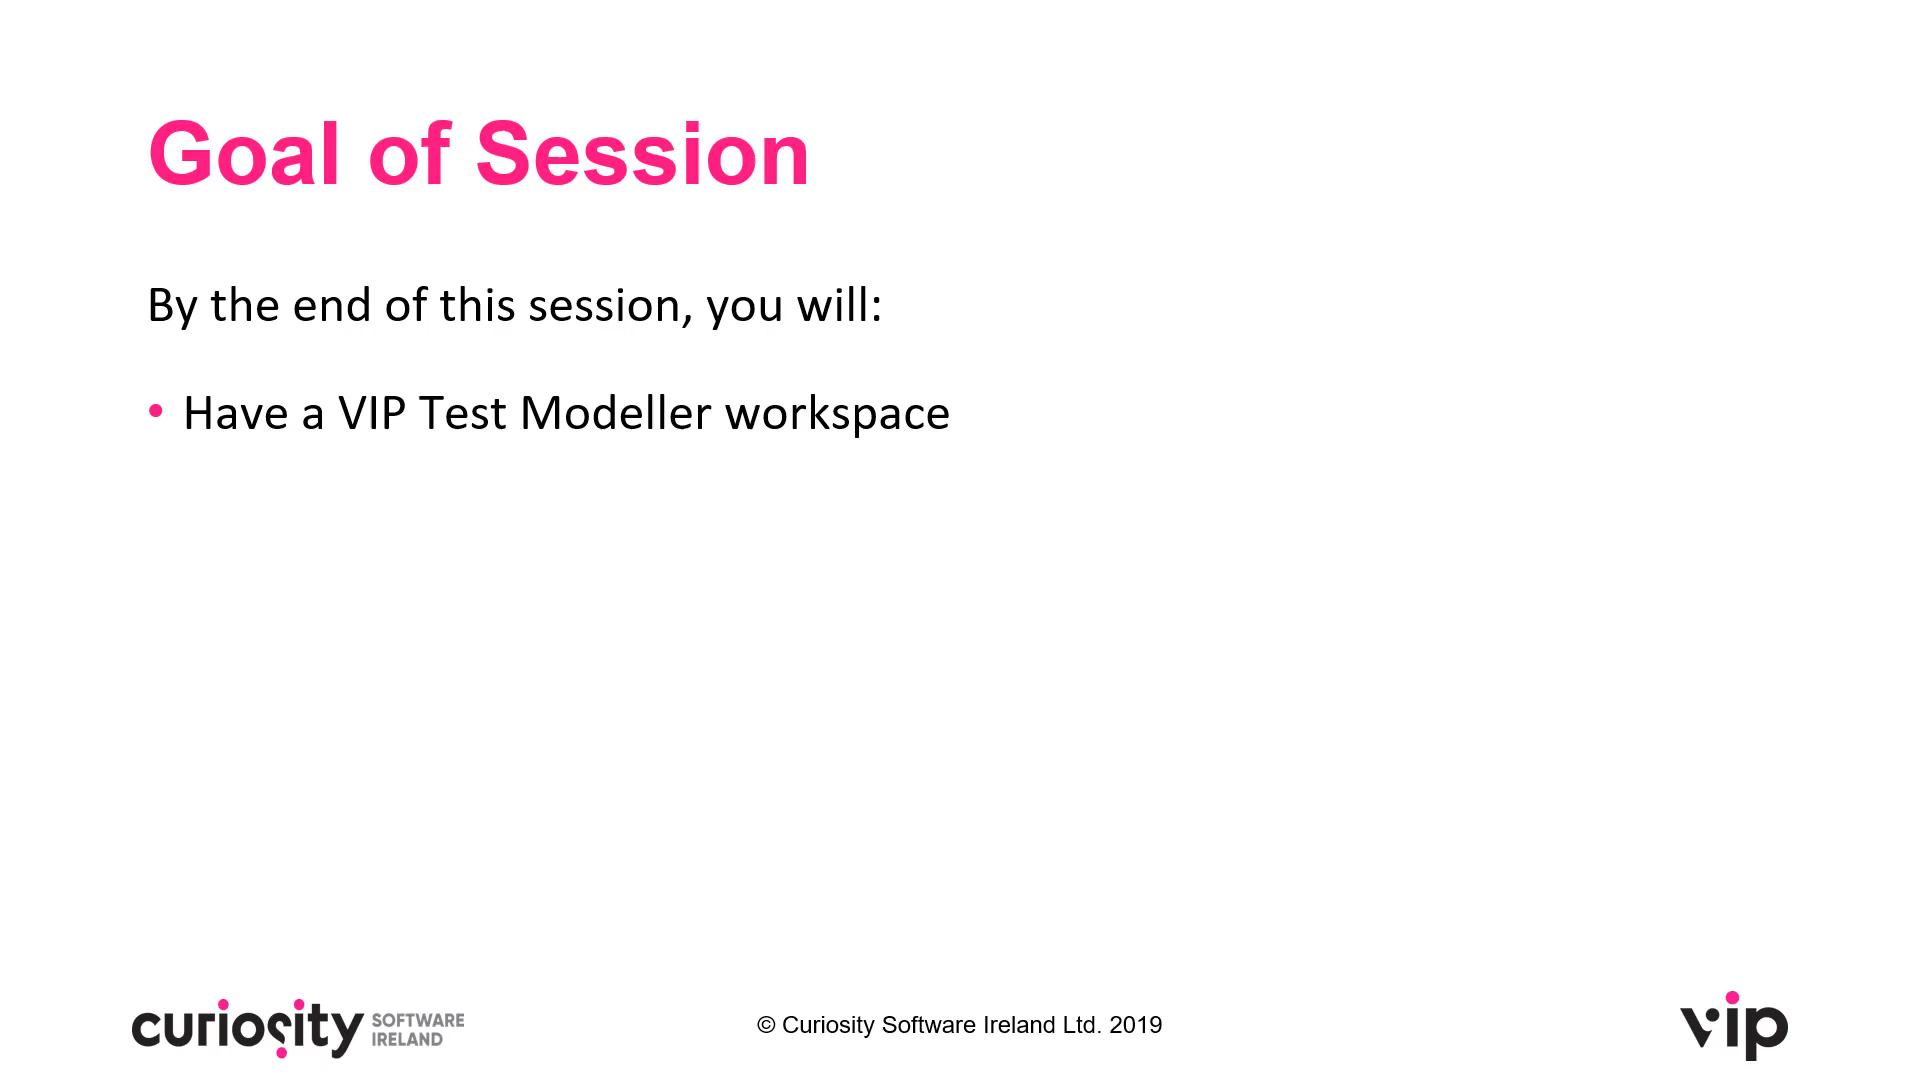 Goal of Session
By the end of this session, you will:
• Have a VIP Test Modeller workspace
curiosity SOFTWARE
IRELAND
© Curiosity Software Ireland Ltd. 2019
vip